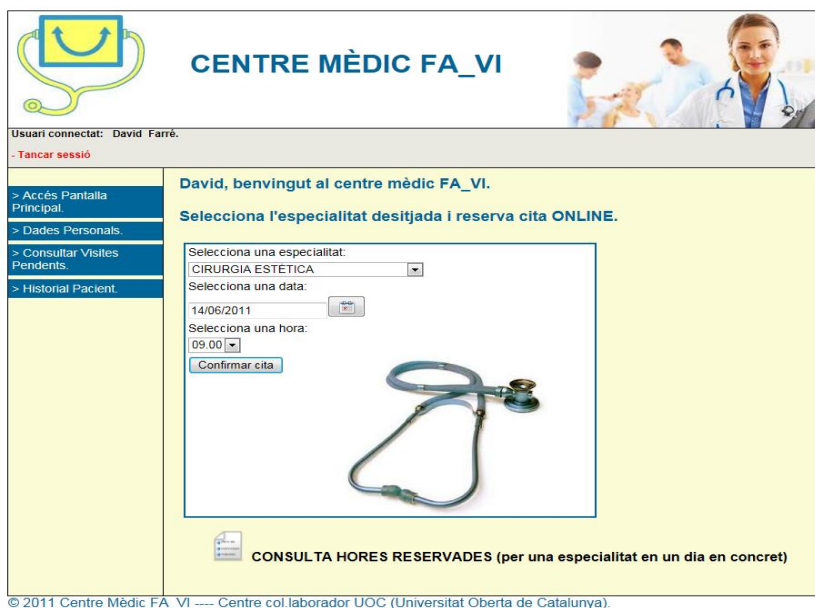 CENTRE MÈDIC FA_VI
Usuari connectat: David Farré.
- Tancar sessió
> Accés Pantalla
Principal.
> Dades Personals.
> Consultar Visites
Pendents.
> Historial Pacient.
David, benvingut al centre mèdic FA_VI.
Selecciona l'especialitat desitjada i reserva cita ONLINE.
Selecciona una especialitat:
CIRURGIA ESTÈTICA
Selecciona una data:
14/06/2011
Selecciona una hora:
09.00
Confirmar cita
CONSULTA HORES RESERVADES (per una especialitat en un dia en concret)
© 2011 Centre Mèdic FA_VI ---- Centre col.laborador UOC (Universitat Oberta de Catalunya).